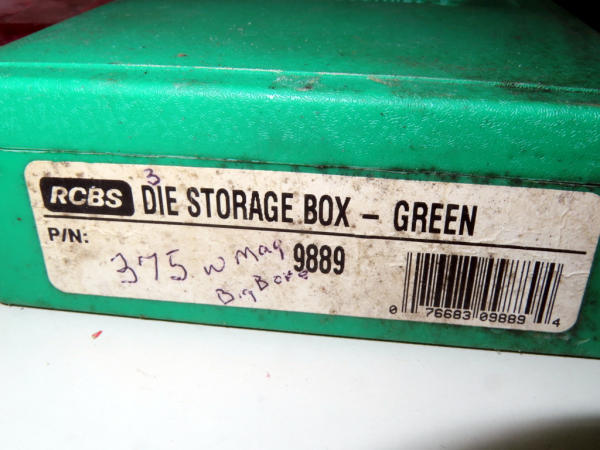 3
RCBS DIE STORAGE BOX – GREEN
P/N: 9889
375 W Mag
Big Bore
0 76683 09889 4